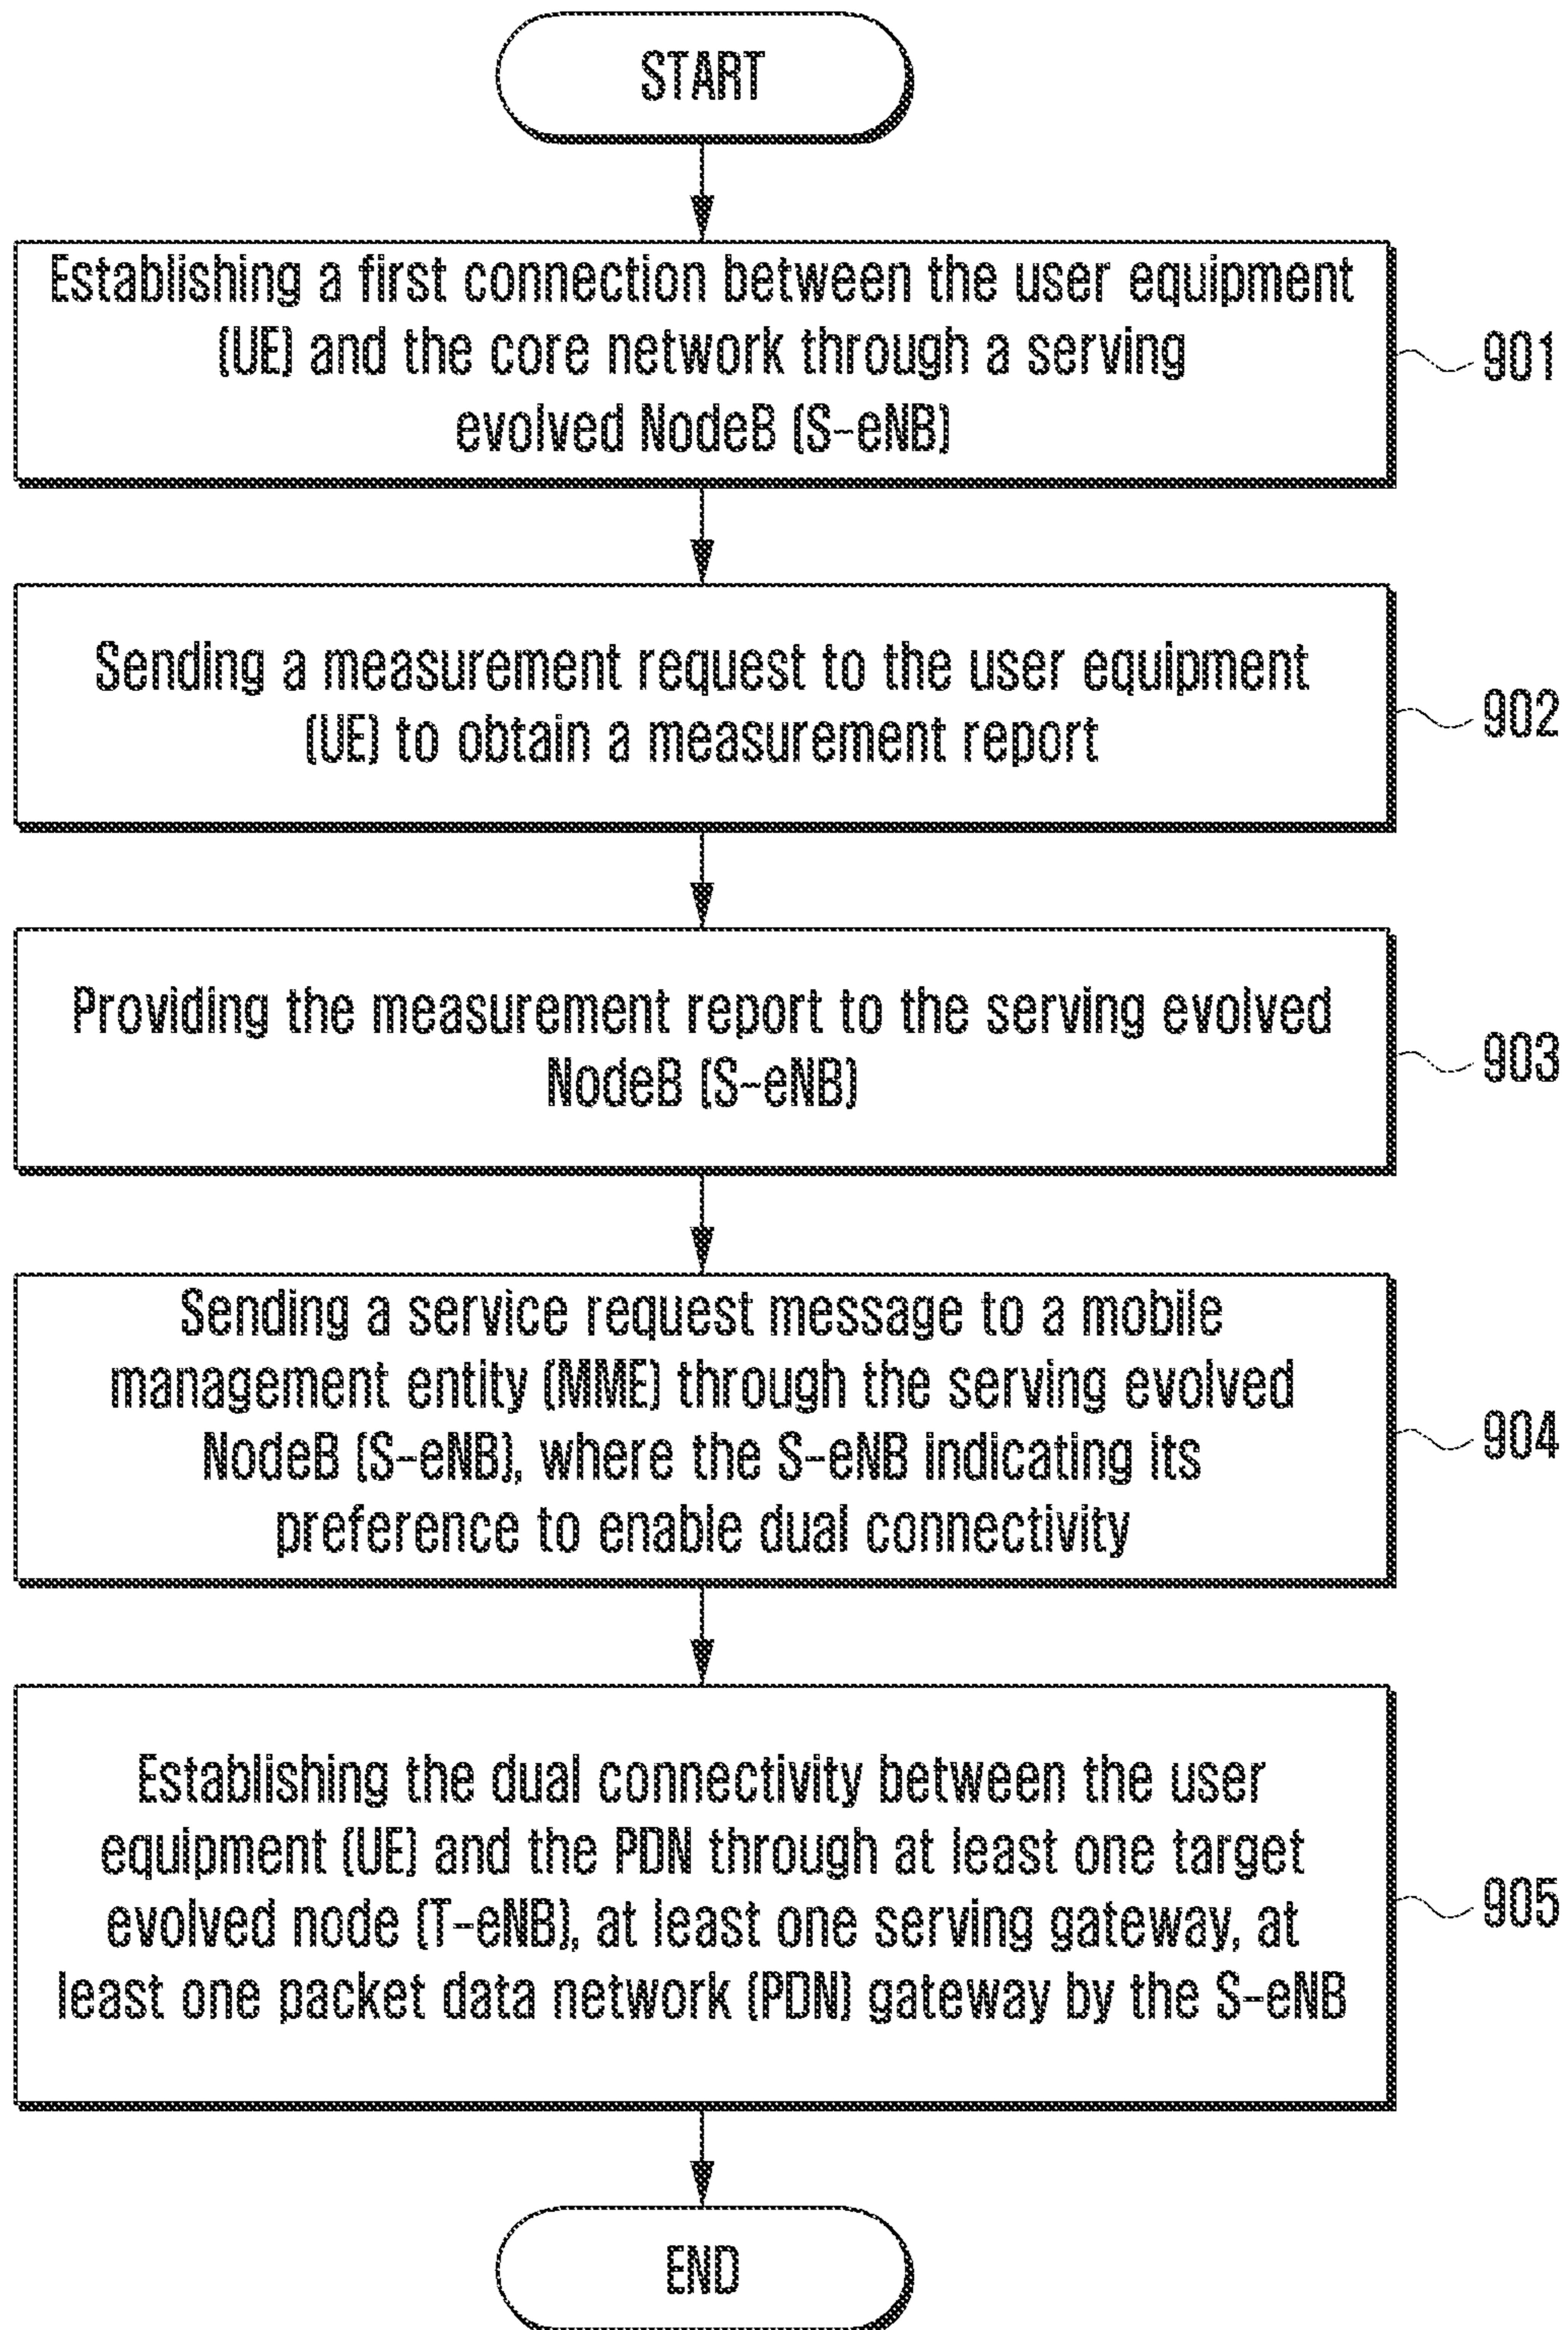 START
Establishing a first connection between the user equipment
(UE) and the core network through a serving
evolved NodeB (S-eNB)
901
Sending a measurement request to the user equipment
(UE) to obtain a measurement report
902
Providing the measurement report to the serving evolved
NodeB (S-eNB)
903
Sending a service request message to a mobile
management entity (MME) through the serving evolved
NodeB (S-eNB), where the S-eNB indicating its
preference to enable dual connectivity
904
Establishing the dual connectivity between the user
equipment (UE) and the PDN through at least one target
evolved node (T-eNB), at least one serving gateway, at
least one packet data network (PDN) gateway by the S-eNB
905
END